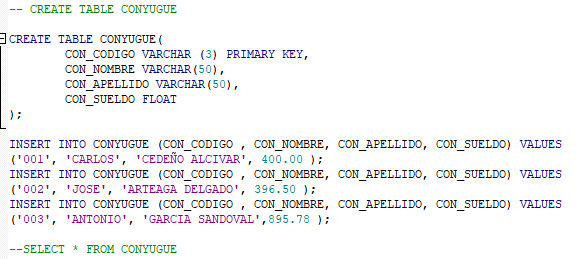 -- CREATE TABLE CONYUGUE
CREATE TABLE CONYUGUE(
CON_CODIGO VARCHAR (3) PRIMARY KEY,
CON_NOMBRE VARCHAR(50),
CON_APELLIDO VARCHAR(50),
CON_SUELDO FLOAT
);
INSERT INTO CONYUGUE (CON_CODIGO , CON_NOMBRE, CON_APELLIDO, CON_SUELDO) VALUES
('001', 'CARLOS', 'CEDEÑO ALCIVAR', 400.00 );
INSERT INTO CONYUGUE (CON_CODIGO , CON_NOMBRE, CON_APELLIDO, CON_SUELDO) VALUES
('002', 'JOSE', 'ARTEAGA DELGADO', 396.50 );
INSERT INTO CONYUGUE (CON_CODIGO , CON_NOMBRE, CON_APELLIDO, CON_SUELDO) VALUES
('003', 'ANTONIO', 'GARCIA SANDOVAL',895.78 );
--SELECT * FROM CONYUGUE